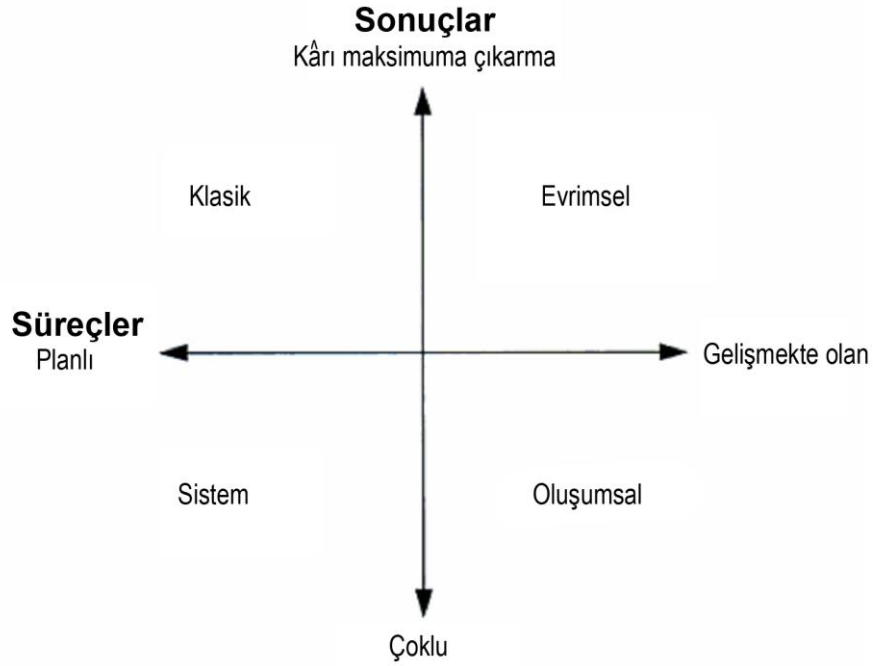 Sonuçlar
Kârı maksimuma çıkarma
Klasik
Evrimsel
Süreçler
Planlı
Gelişmekte olan
Sistem
Oluşumsal
Çoklu